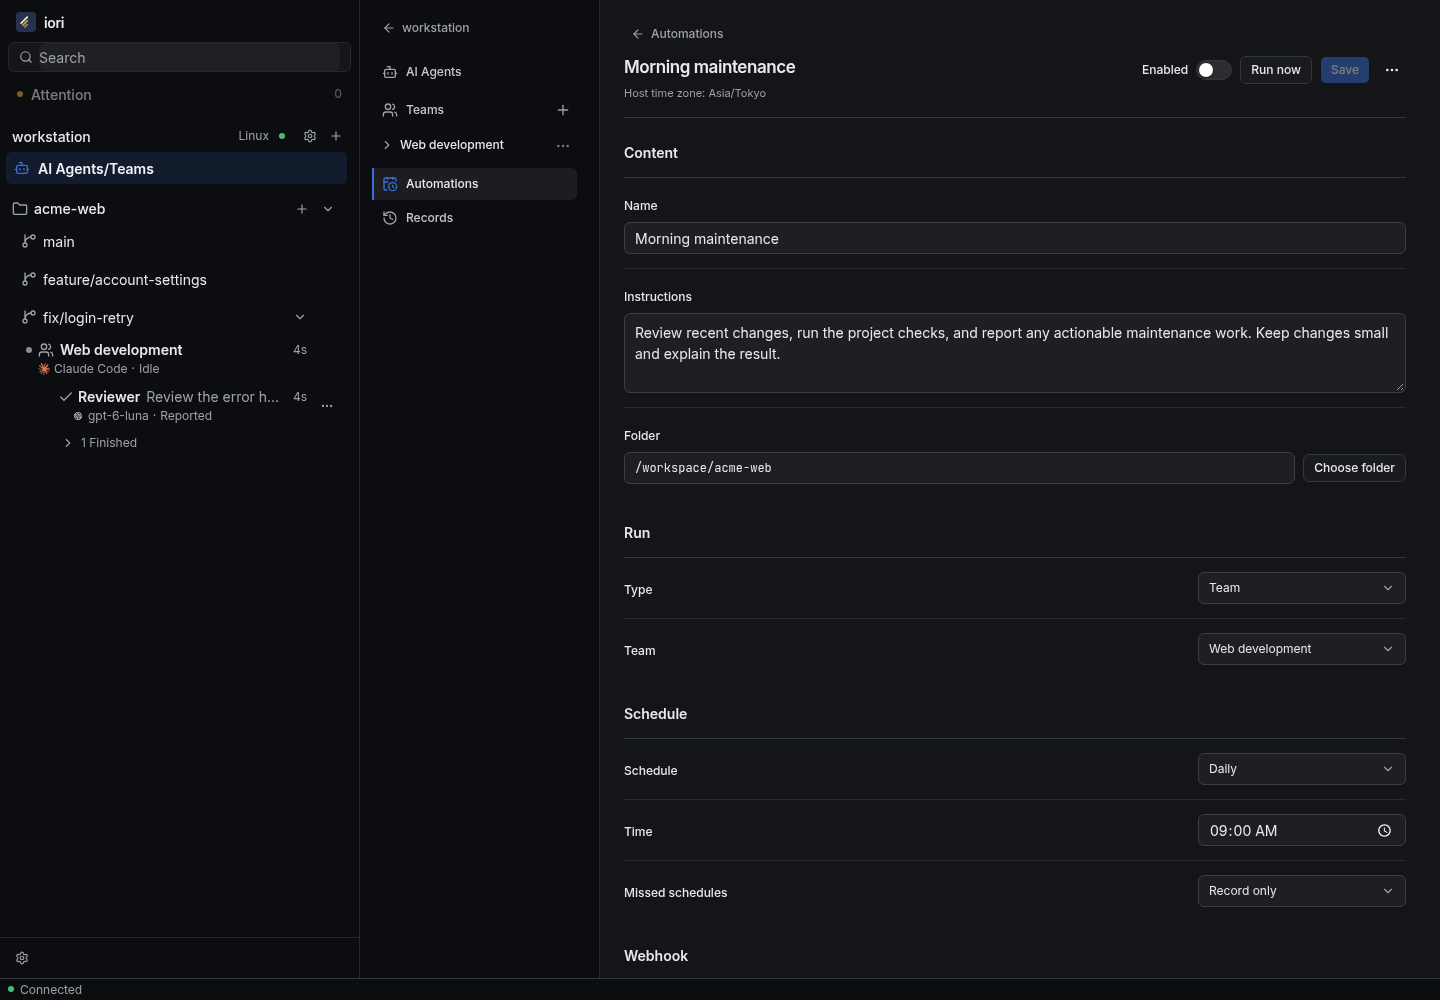 iori
Search
Attention 0
workstation Linux
AI Agents/Teams
acme-web
main
feature/account-settings
fix/login-retry
Web development 4s
Claude Code · Idle
Reviewer Review the error h... 4s
gpt-6-luna · Reported
1 Finished
Connected
workstation
AI Agents
Teams
Web development
Automations
Records
Automations
Morning maintenance
Host time zone: Asia/Tokyo
Enabled Run now Save
Content
Name
Morning maintenance
Instructions
Review recent changes, run the project checks, and report any actionable maintenance work. Keep changes small
and explain the result.
Folder
/workspace/acme-web Choose folder
Run
Type Team
Team Web development
Schedule
Schedule Daily
Time 09:00 AM
Missed schedules Record only
Webhook